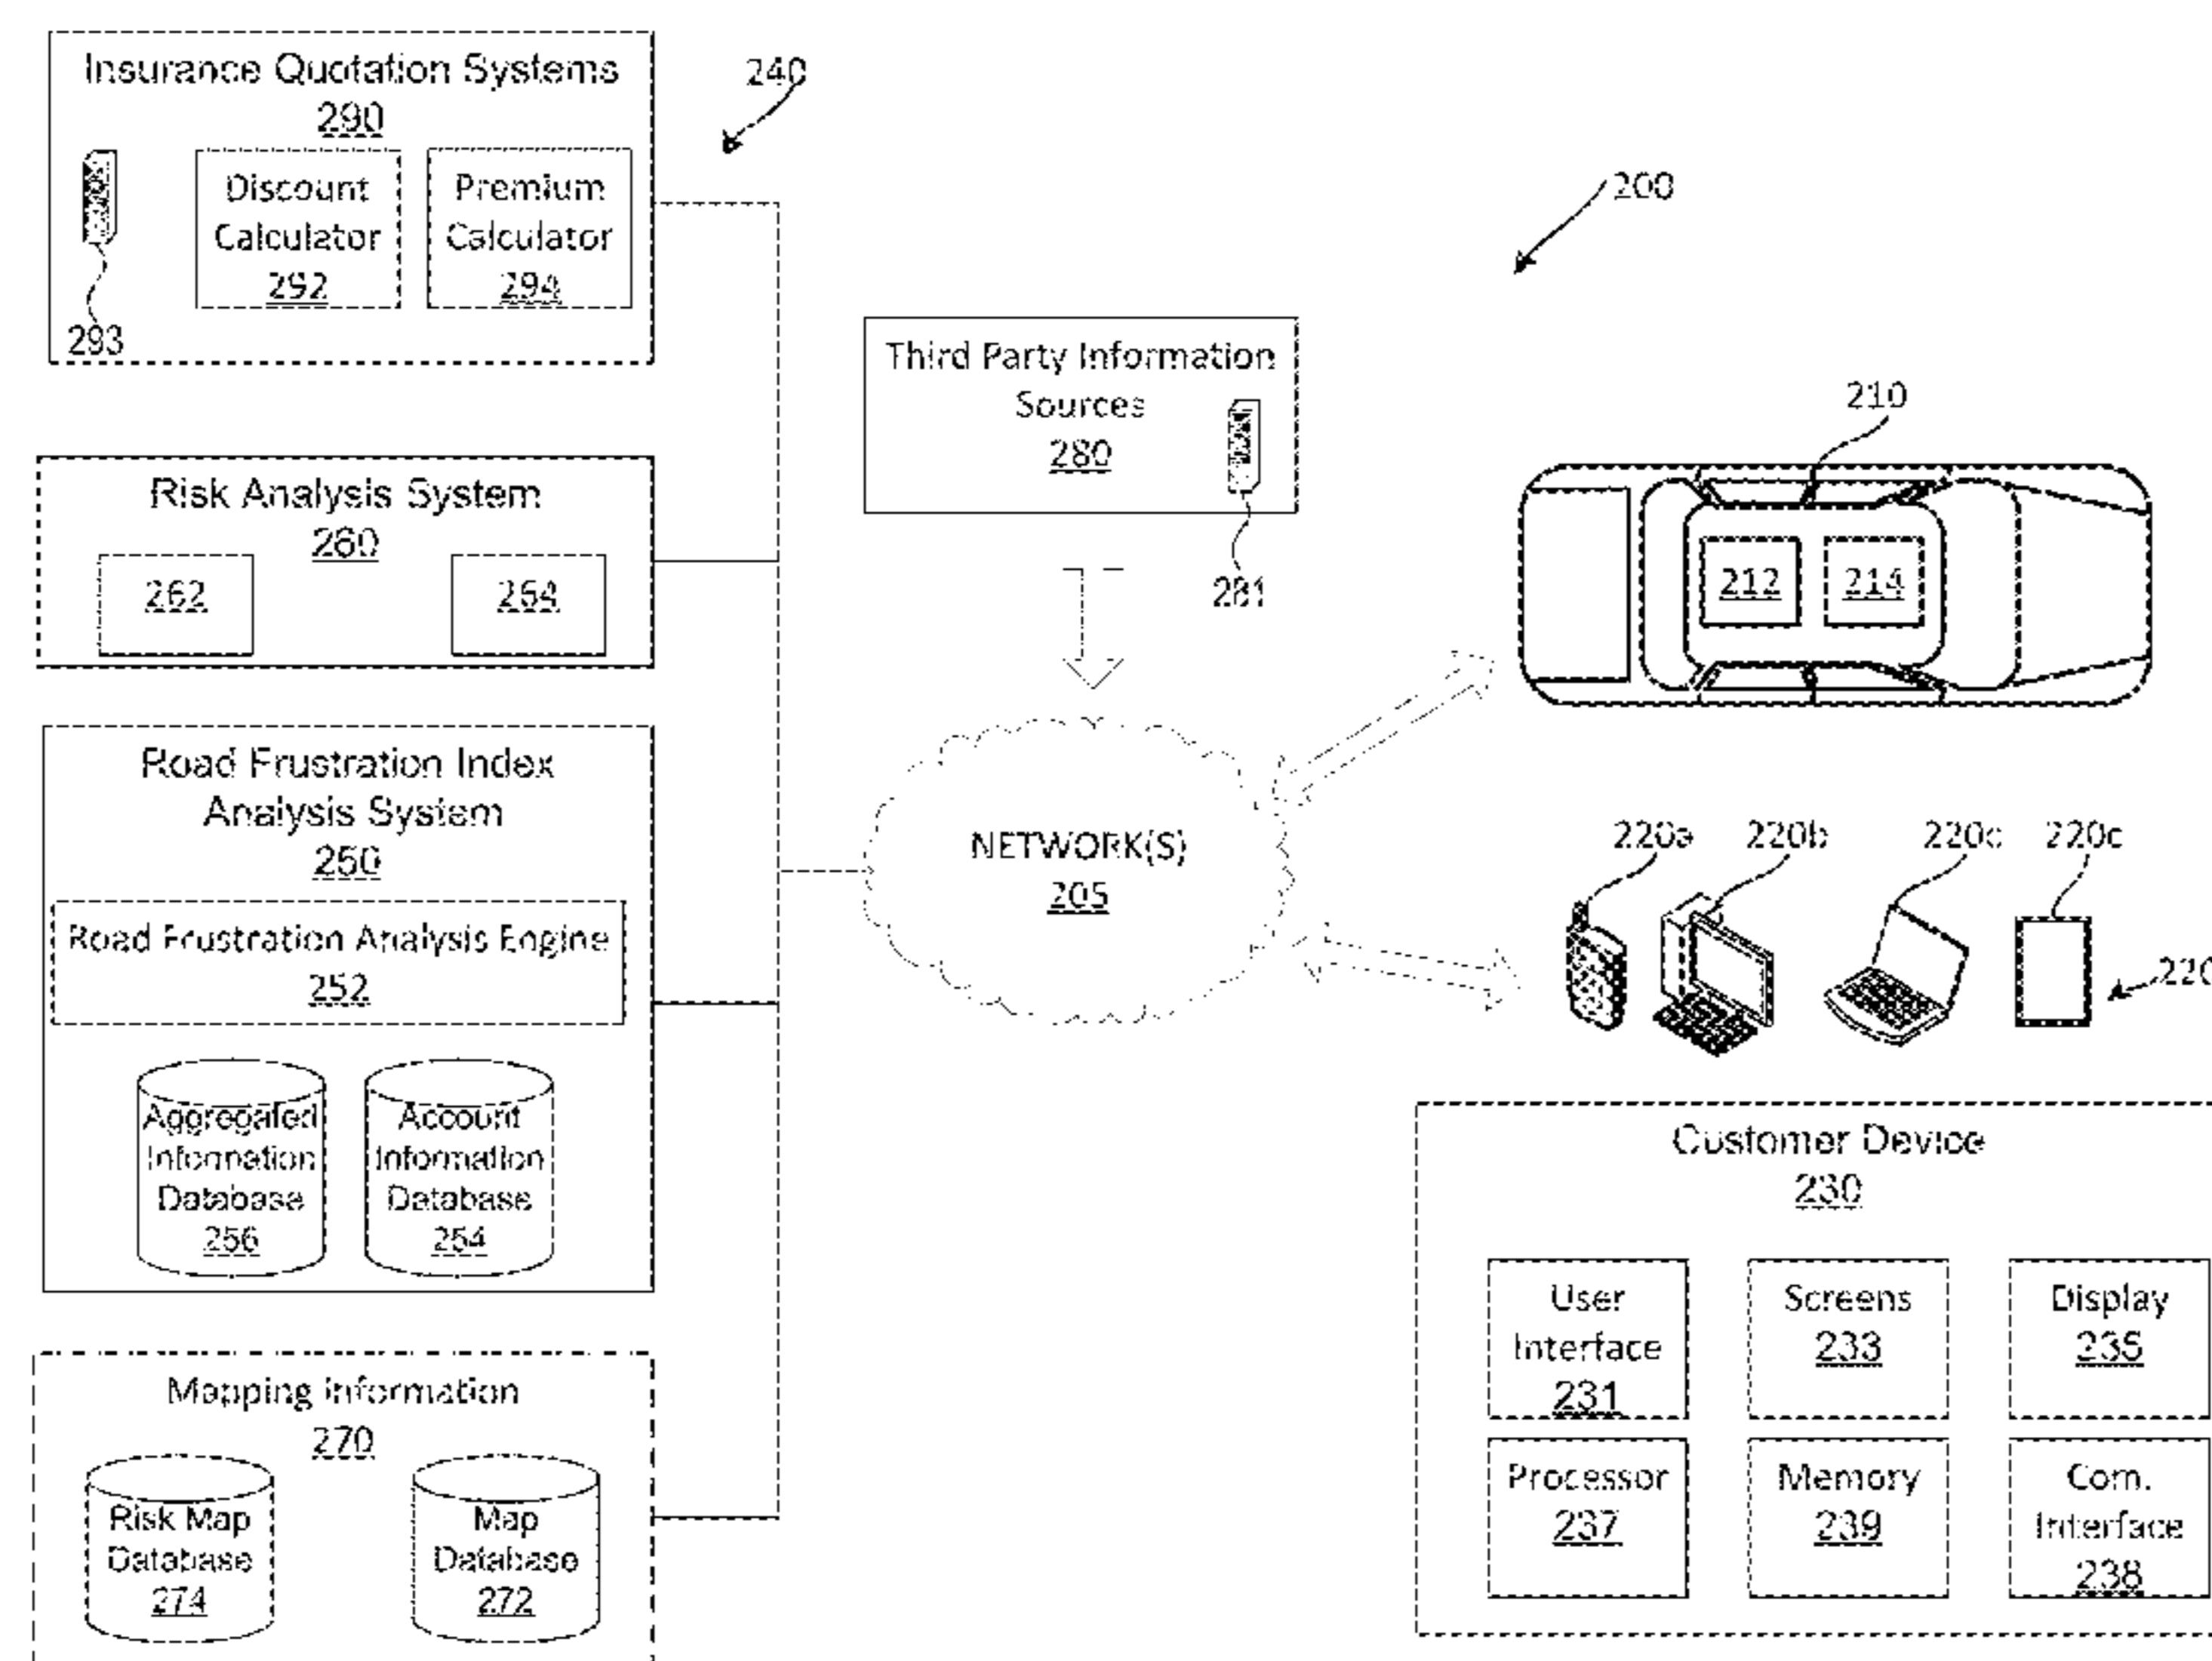 Insurance Quotation Systems
290
Discount
Calculator
292
Premium
Calculator
294
293
240
200
Third Party Information
Sources
280
281
Risk Analysis System
260
262
264
210
212
214
Road Frustration Index
Analysis System
250
Road Frustration Analysis Engine
252
Aggregated
Information
Database
256
Account
Information
Database
254
NETWORK(S)
205
220a
220b
220c
220
Customer Device
230
User
Interface
231
Screens
233
Display
235
Processor
237
Memory
239
Com.
Interface
238
Mapping Information
270
Risk Map
Database
274
Map
Database
272